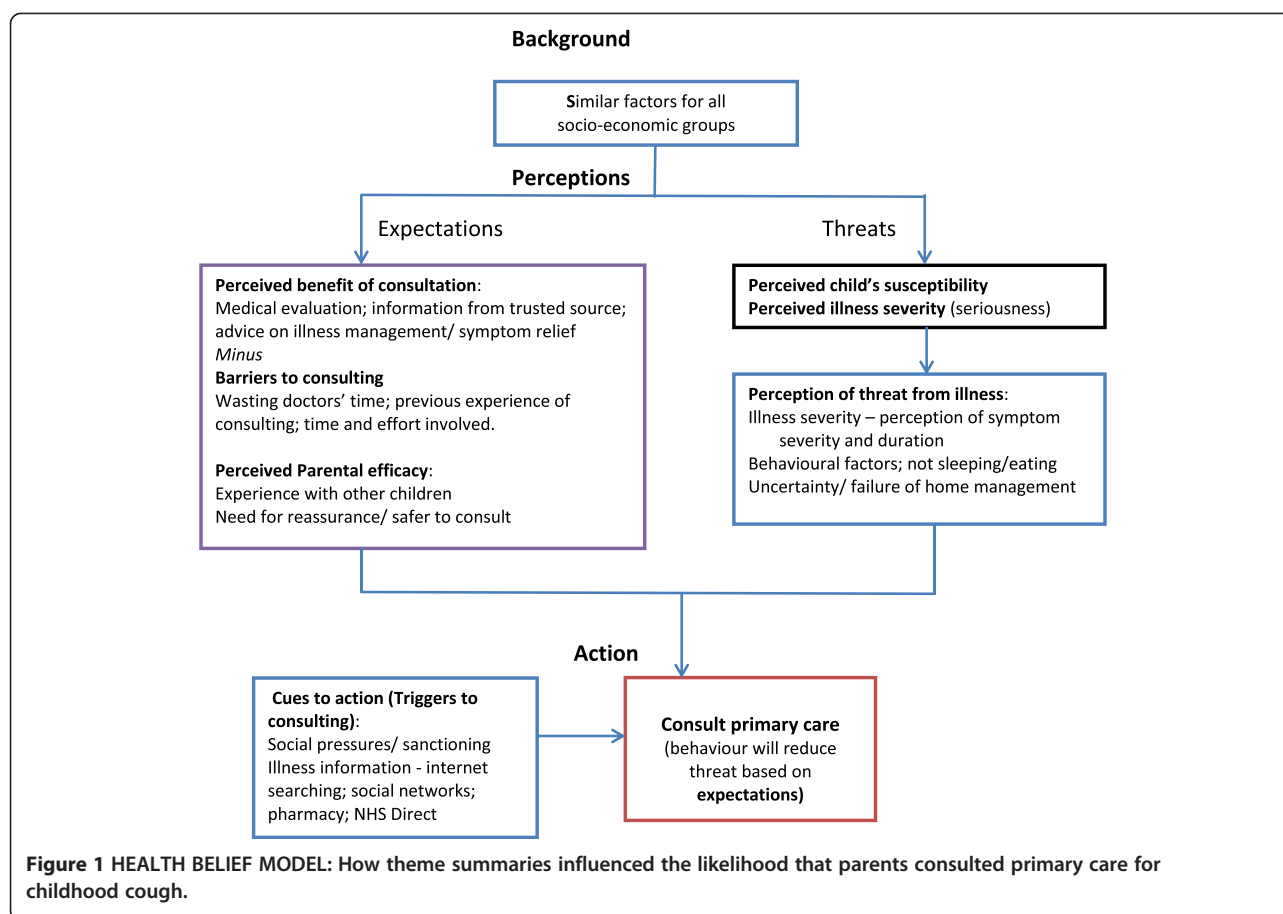 Background
Similar factors for all
socio-economic groups
Perceptions
Expectations
Threats
Perceived benefit of consultation:
Medical evaluation; information from trusted source;
advice on illness management/ symptom relief
Minus
Barriers to consulting
Wasting doctors’ time; previous experience of
consulting; time and effort involved.
Perceived Parental efficacy:
Experience with other children
Need for reassurance/ safer to consult
Perceived child’s susceptibility
Perceived illness severity (seriousness)
Perception of threat from illness:
Illness severity – perception of symptom
severity and duration
Behavioural factors; not sleeping/eating
Uncertainty/ failure of home management
Action
Cues to action (Triggers to
consulting):
Social pressures/ sanctioning
Illness information - internet
searching; social networks;
pharmacy; NHS Direct
Consult primary care
(behaviour will reduce
threat based on
expectations)
Figure 1 HEALTH BELIEF MODEL: How theme summaries influenced the likelihood that parents consulted primary care for
childhood cough.